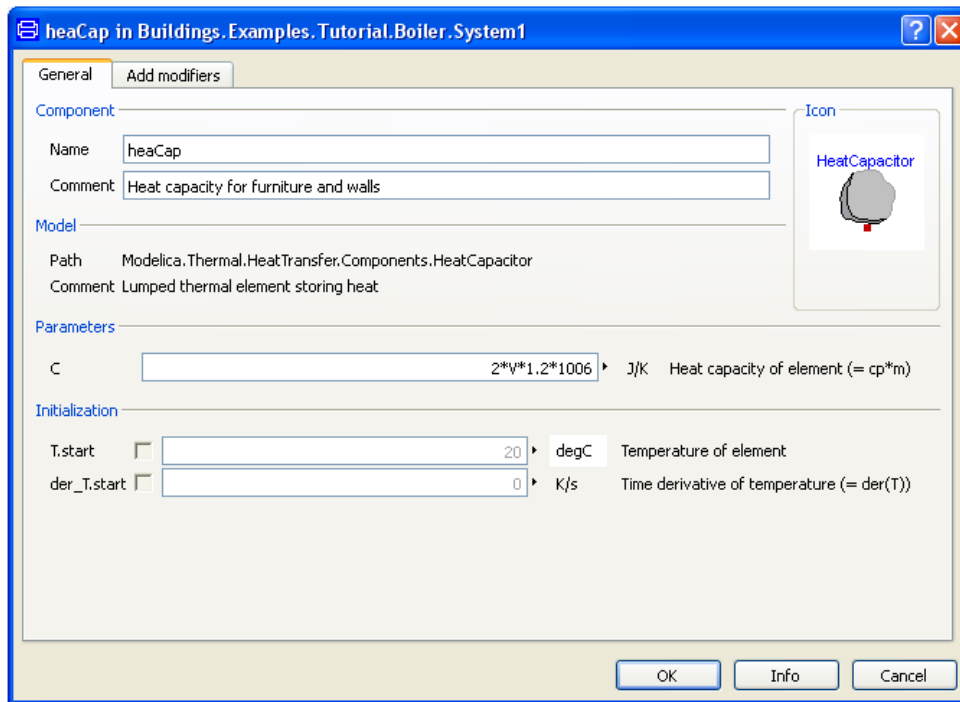 heaCap in Buildings.Examples.Tutorial.Boiler.System1
General Add modifiers
Component
Icon
Name heaCap
HeatCapacitor
Comment Heat capacity for furniture and walls
Model
Path Modelica.Thermal.HeatTransfer.Components.HeatCapacitor
Comment Lumped thermal element storing heat
Parameters
C 2*V*1.2*1006 J/K Heat capacity of element (= cp*m)
Initialization
T.start 20 degC Temperature of element
der_T.start 0 K/s Time derivative of temperature (= der(T))
OK Info Cancel